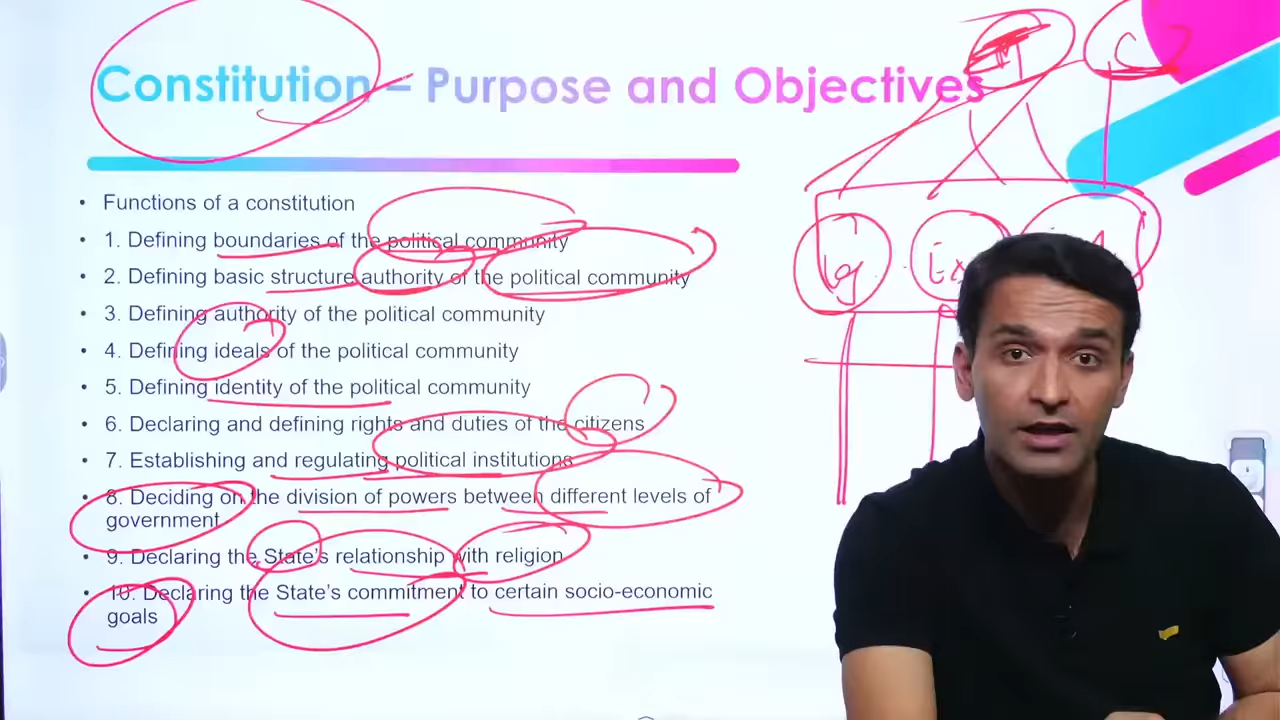 Constitution – Purpose and Objectives
C
• Functions of a constitution
• 1. Defining boundaries of the political community
• 2. Defining basic structure authority of the political community
• 3. Defining authority of the political community
• 4. Defining ideals of the political community
• 5. Defining identity of the political community
• 6. Declaring and defining rights and duties of the citizens
• 7. Establishing and regulating political institutions
• 8. Deciding on the division of powers between different levels of
government
• 9. Declaring the State's relationship with religion
• 10. Declaring the State's commitment to certain socio-economic
goals